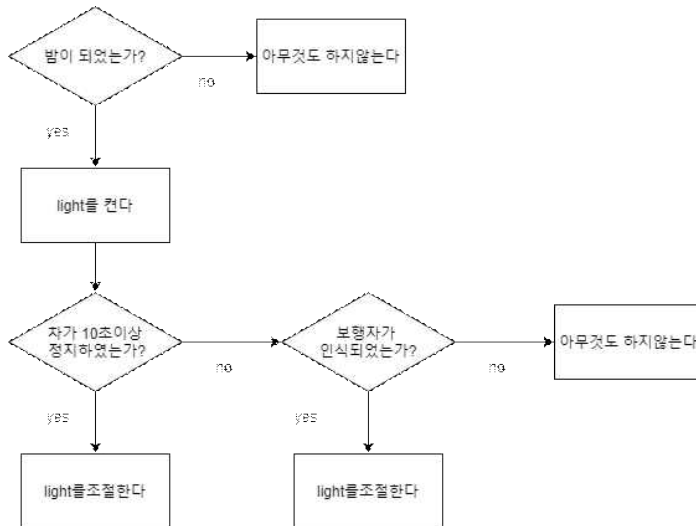 밤이 되었는가?
아무것도 하지않는다
no
yes
light를 켠다
차가 10초이상
정지하였는가?
보행자가
인식되었는가?
아무것도 하지않는다
no
no
yes
yes
light를조절한다
light를조절한다